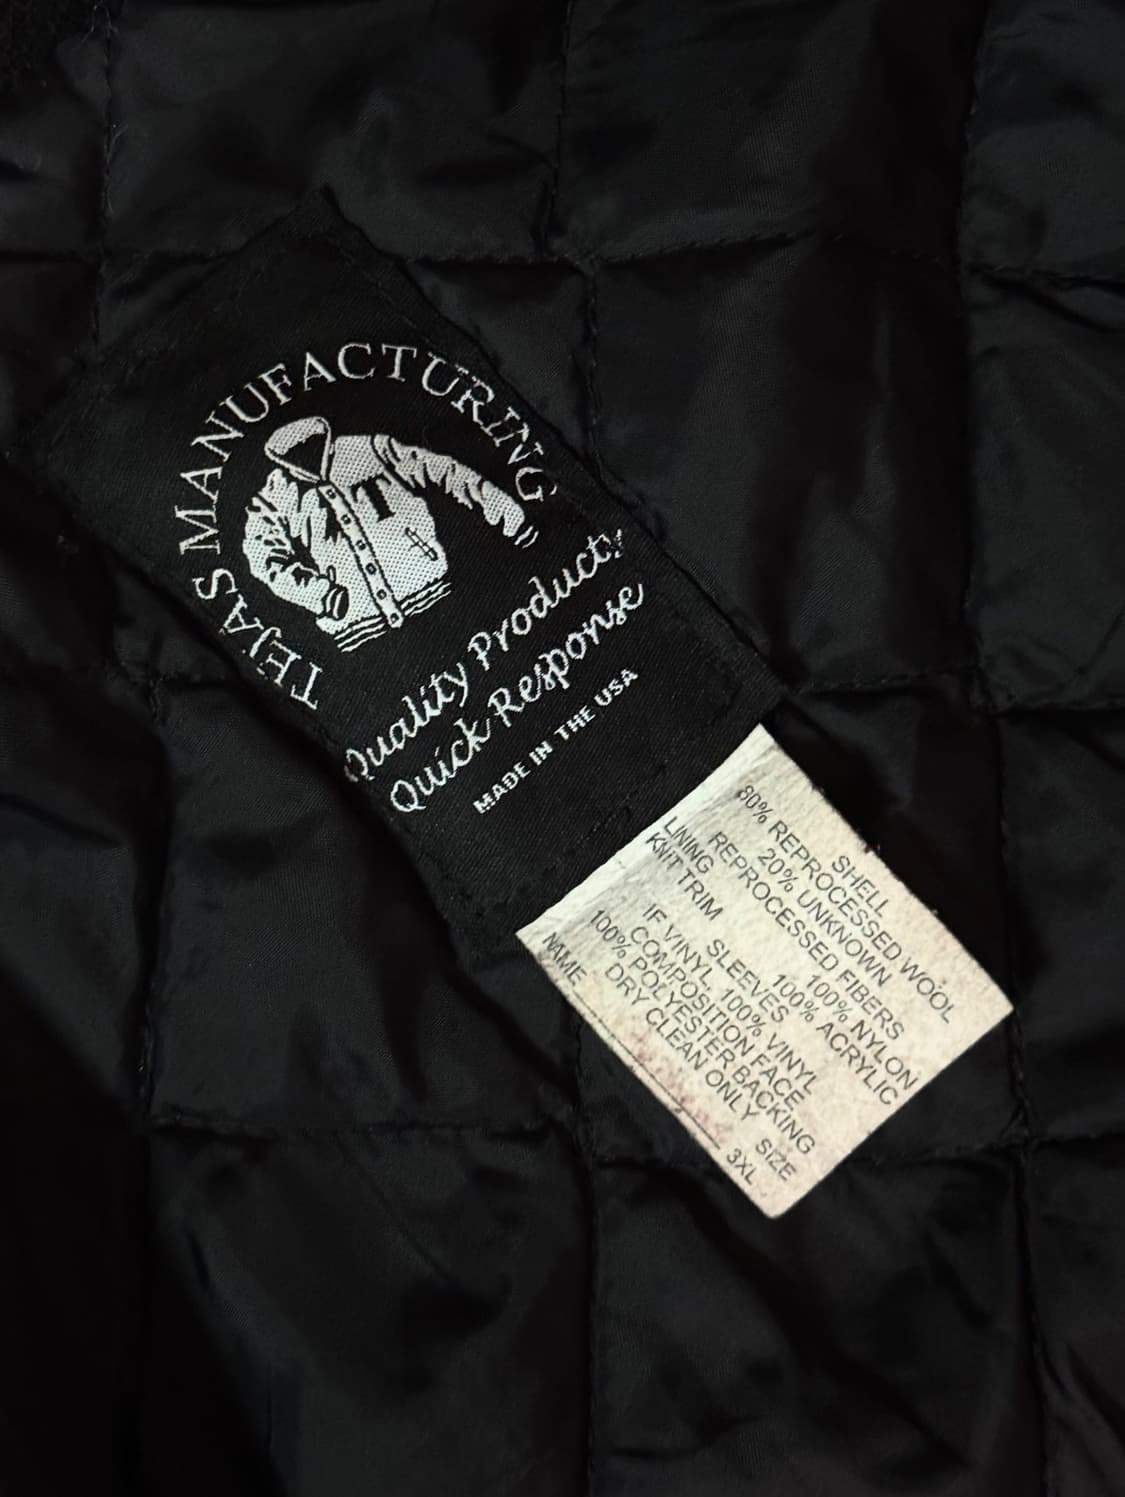 TEJAS MANUFACTURING
T
Quality Products
Quick Response
MADE IN THE USA
SHELL
80% REPROCESSED WOOL
20% UNKNOWN
REPROCESSED FIBERS
LINING 100% NYLON
KNIT TRIM 100% ACRYLIC
SLEEVES
IF VINYL, 100% VINYL
COMPOSITION FACE
100% POLYESTER BACKING
DRY CLEAN ONLY
NAME SIZE
3XL